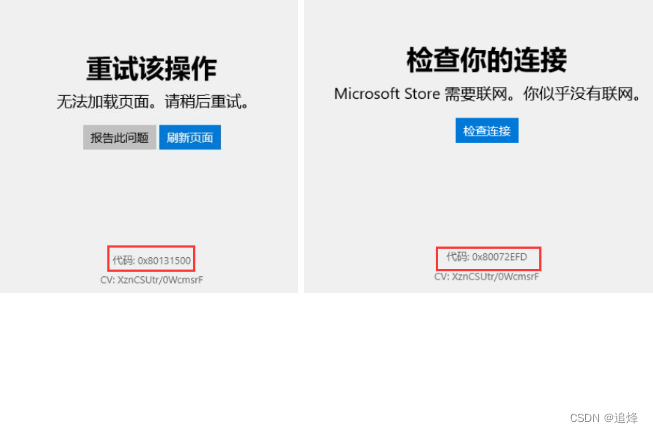 重试该操作
无法加载页面。请稍后重试。
报告此问题 刷新页面
代码: 0x80131500
CV: XznCSUtr/0WcmsrF
检查你的连接
Microsoft Store 需要联网。你似乎没有联网。
检查连接
代码: 0x80072EFD
CV: XznCSUtr/0WcmsrF
CSDN @追烽